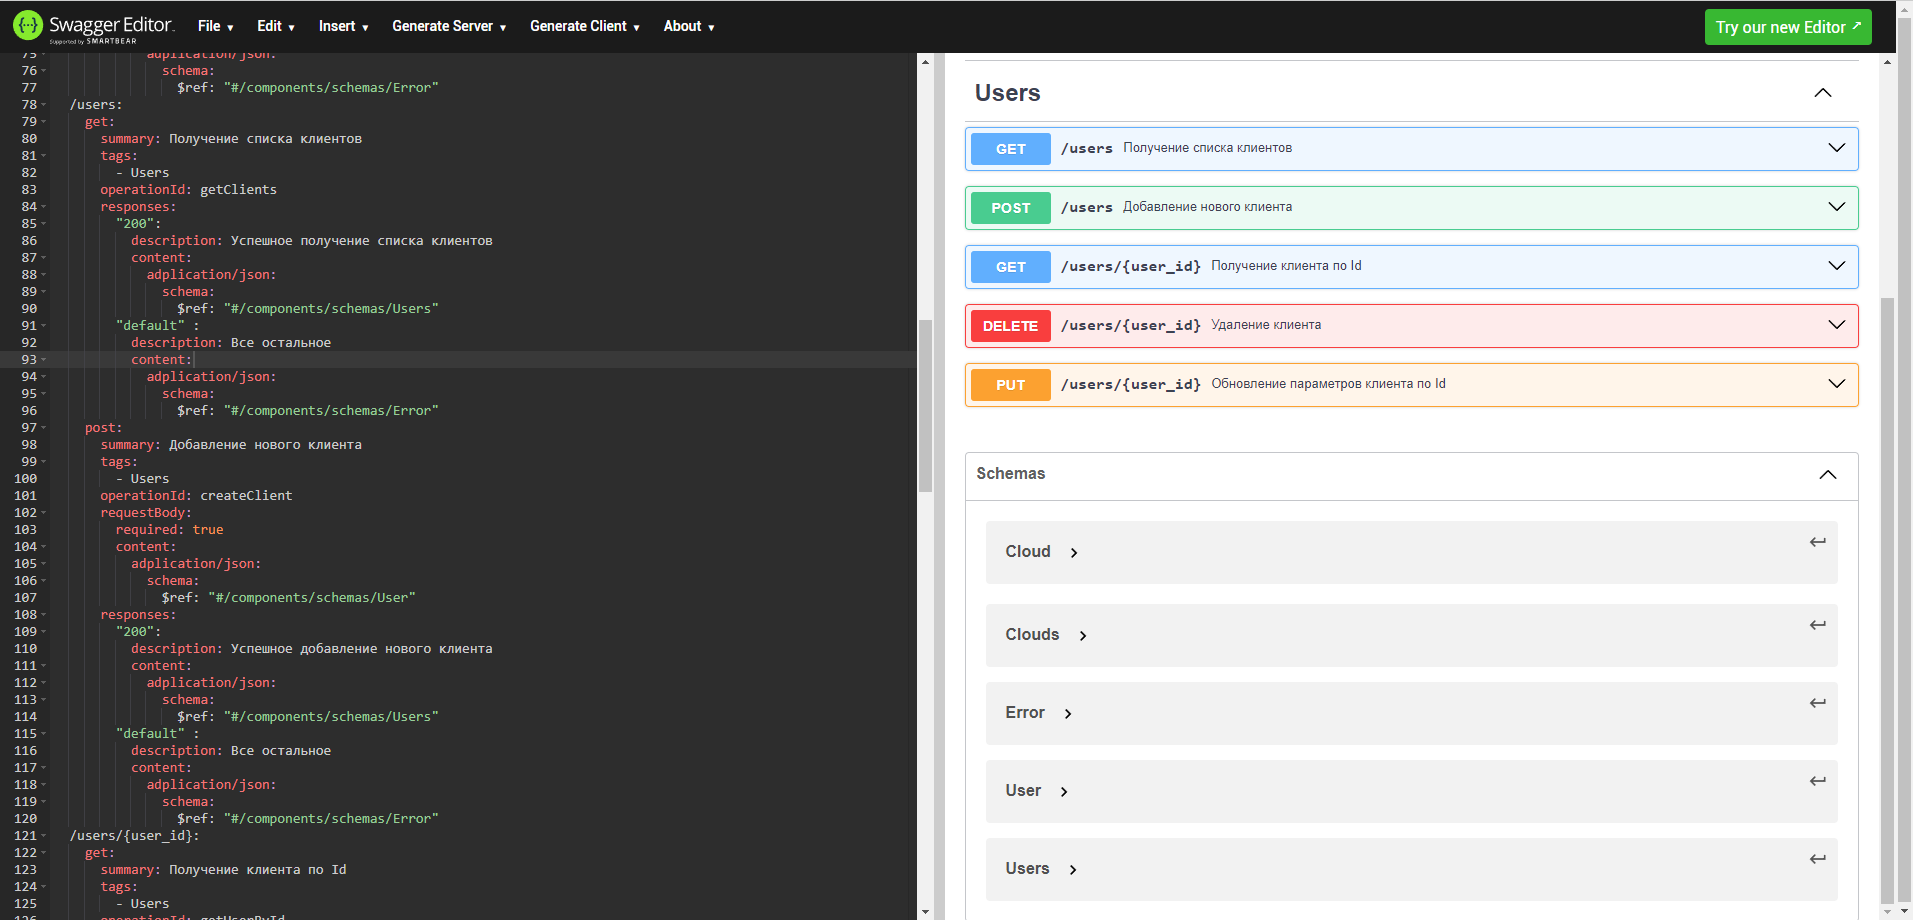 Swagger Editor.
Supported by SMARTBEAR
File ▾ Edit ▾ Insert ▾ Generate Server ▾ Generate Client ▾ About ▾
Try our new Editor ↗
75 adplication/json:
76 schema:
77 $ref: "#/components/schemas/Error"
78 /users:
79 get:
80 summary: Получение списка клиентов
81 tags:
82 - Users
83 operationId: getClients
84 responses:
85 "200":
86 description: Успешное получение списка клиентов
87 content:
88 adplication/json:
89 schema:
90 $ref: "#/components/schemas/Users"
91 "default" :
92 description: Все остальное
93 content:
94 adplication/json:
95 schema:
96 $ref: "#/components/schemas/Error"
97 post:
98 summary: Добавление нового клиента
99 tags:
100 - Users
101 operationId: createClient
102 requestBody:
103 required: true
104 content:
105 adplication/json:
106 schema:
107 $ref: "#/components/schemas/User"
108 responses:
109 "200":
110 description: Успешное добавление нового клиента
111 content:
112 adplication/json:
113 schema:
114 $ref: "#/components/schemas/Users"
115 "default" :
116 description: Все остальное
117 content:
118 adplication/json:
119 schema:
120 $ref: "#/components/schemas/Error"
121 /users/{user_id}:
122 get:
123 summary: Получение клиента по Id
124 tags:
125 - Users
126 operationId: getUserById
Users
GET /users Получение списка клиентов
POST /users Добавление нового клиента
GET /users/{user_id} Получение клиента по Id
DELETE /users/{user_id} Удаление клиента
PUT /users/{user_id} Обновление параметров клиента по Id
Schemas
Cloud
Clouds
Error
User
Users